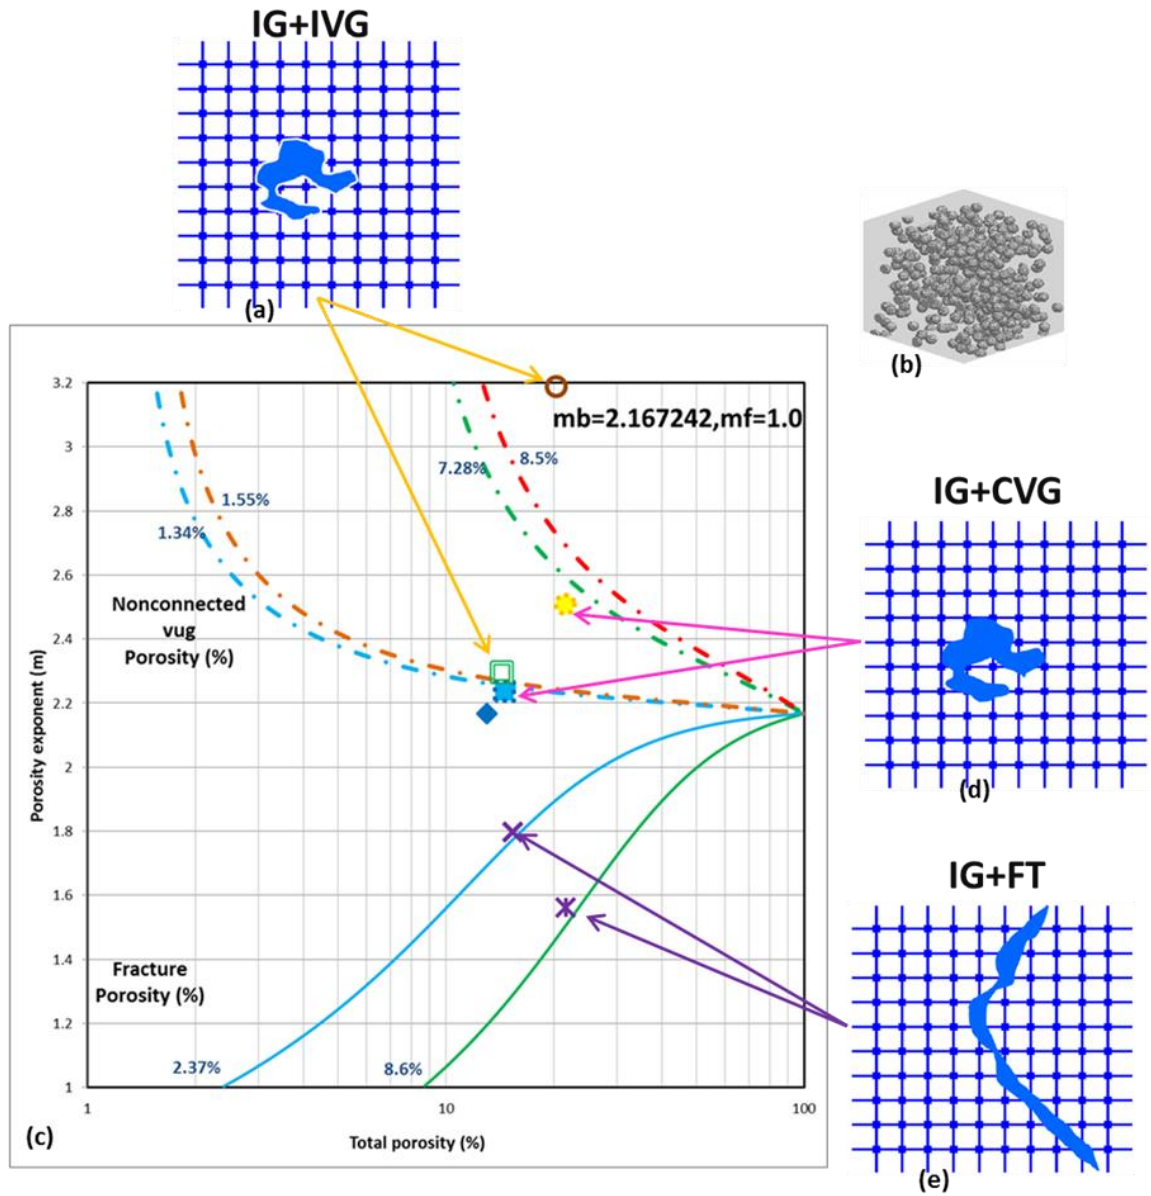 IG+IVG
(a)
(b)
3.2
mb=2.167242,mf=1.0
3
7.28%
8.5%
2.8
1.55%
1.34%
2.6
Nonconnected
vug
Porosity (%)
2.4
2.2
2
1.8
1.6
1.4
Fracture
Porosity (%)
1.2
2.37%
8.6%
1
Porosity exponent (m)
1
10
100
Total porosity (%)
(c)
IG+CVG
(d)
IG+FT
(e)